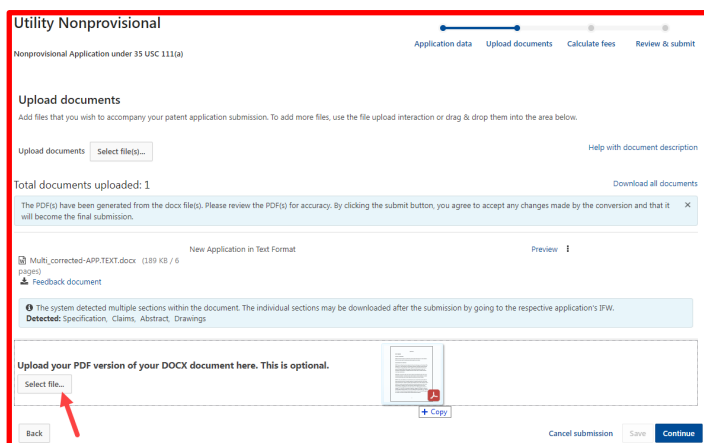 Utility Nonprovisional
Nonprovisional Application under 35 USC 111(a)
Application data Upload documents Calculate fees Review & submit
Upload documents
Add files that you wish to accompany your patent application submission. To add more files, use the file upload interaction or drag & drop them into the area below.
Upload documents Select file(s)... Help with document description
Total documents uploaded: 1 Download all documents
The PDF(s) have been generated from the docx file(s). Please review the PDF(s) for accuracy. By clicking the submit button, you agree to accept any changes made by the conversion and that it
will become the final submission.
New Application in Text Format Preview
Multi_corrected-APP.TEXT.docx (189 KB / 6
pages)
Feedback document
The system detected multiple sections within the document. The individual sections may be downloaded after the submission by going to the respective application's IFW.
Detected: Specification, Claims, Abstract, Drawings
Upload your PDF version of your DOCX document here. This is optional.
Select file...
+ Copy
Back Cancel submission Save Continue